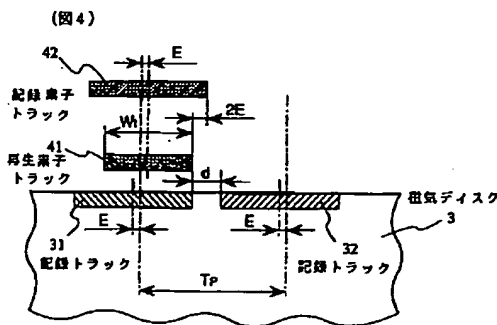 (図4)
42
E
記録素子
トラック
2E
Wt
41
再生素子
トラック
d
磁気ディスク
3
E
E
31
記録トラック
32
記録トラック
TP